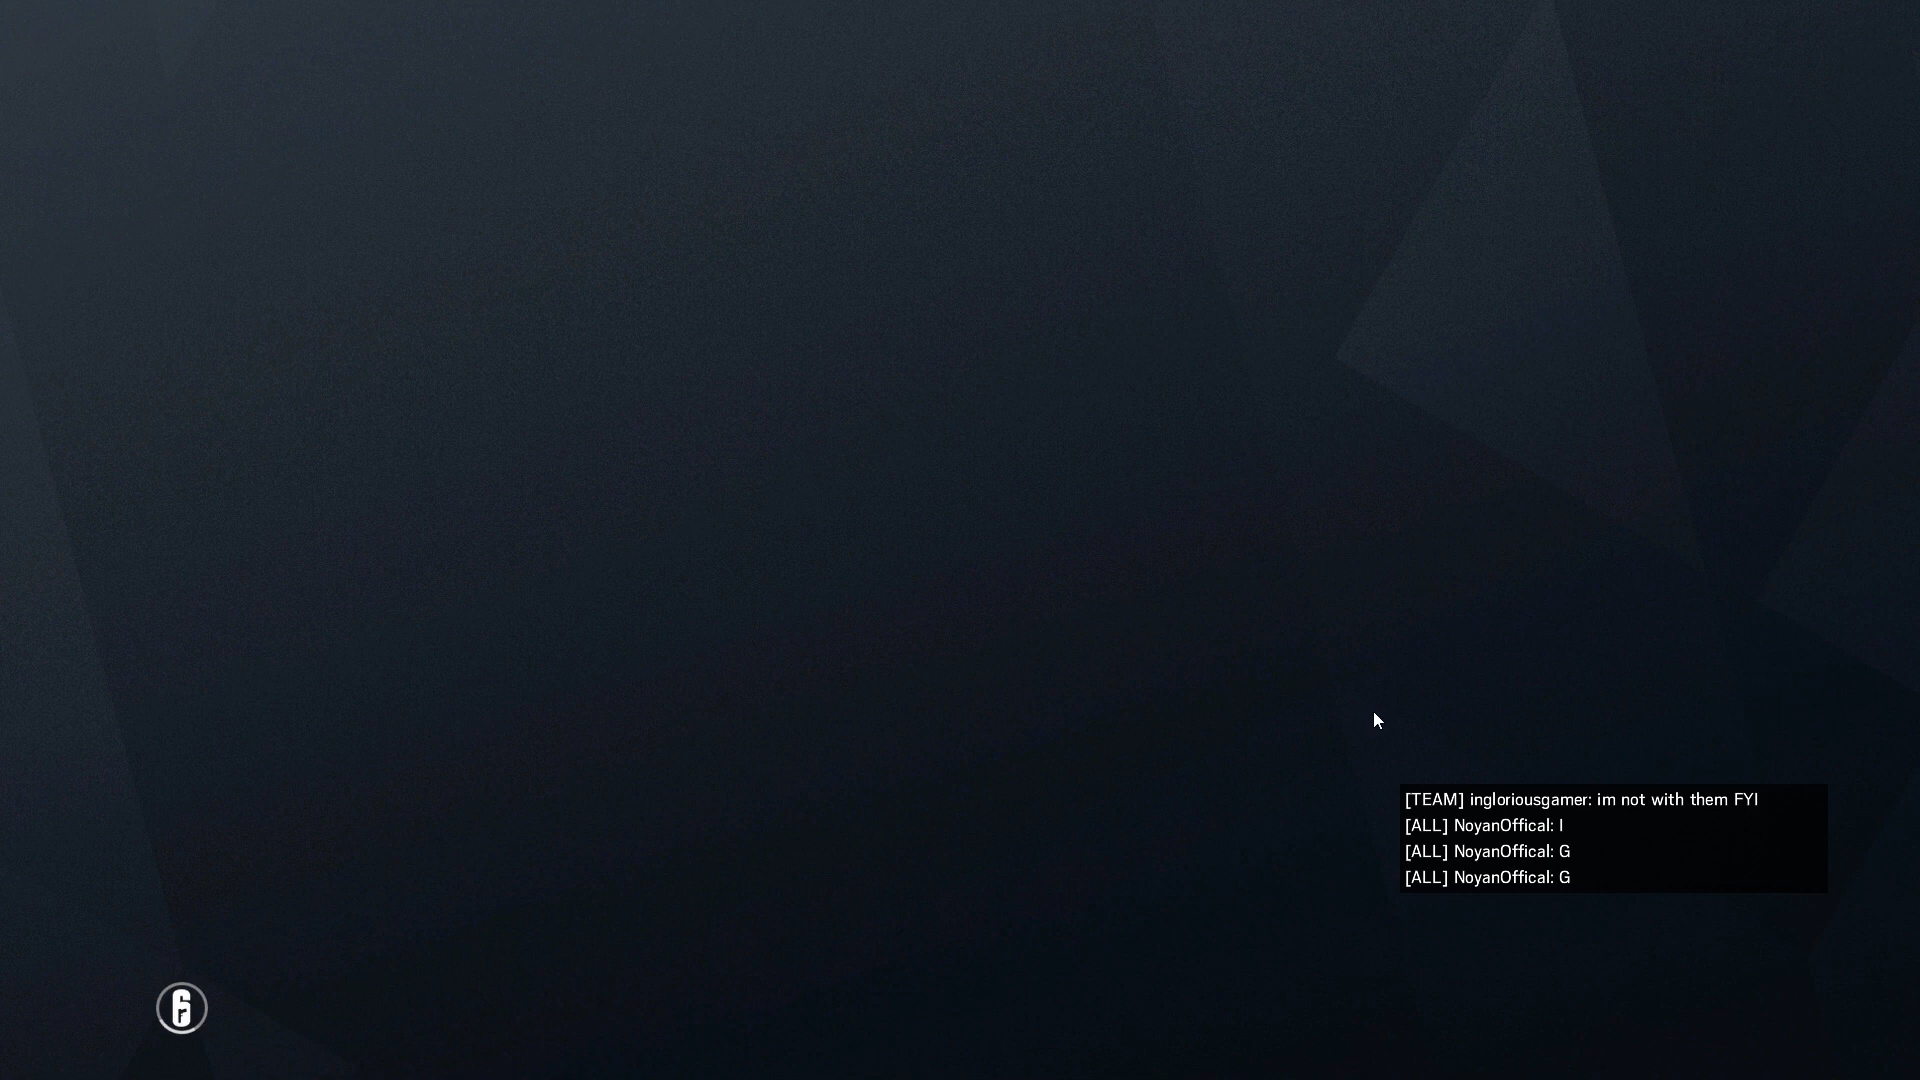 [TEAM] ingloriousgamer: im not with them FYI
[ALL] NoyanOffical: I
[ALL] NoyanOffical: G
[ALL] NoyanOffical: G